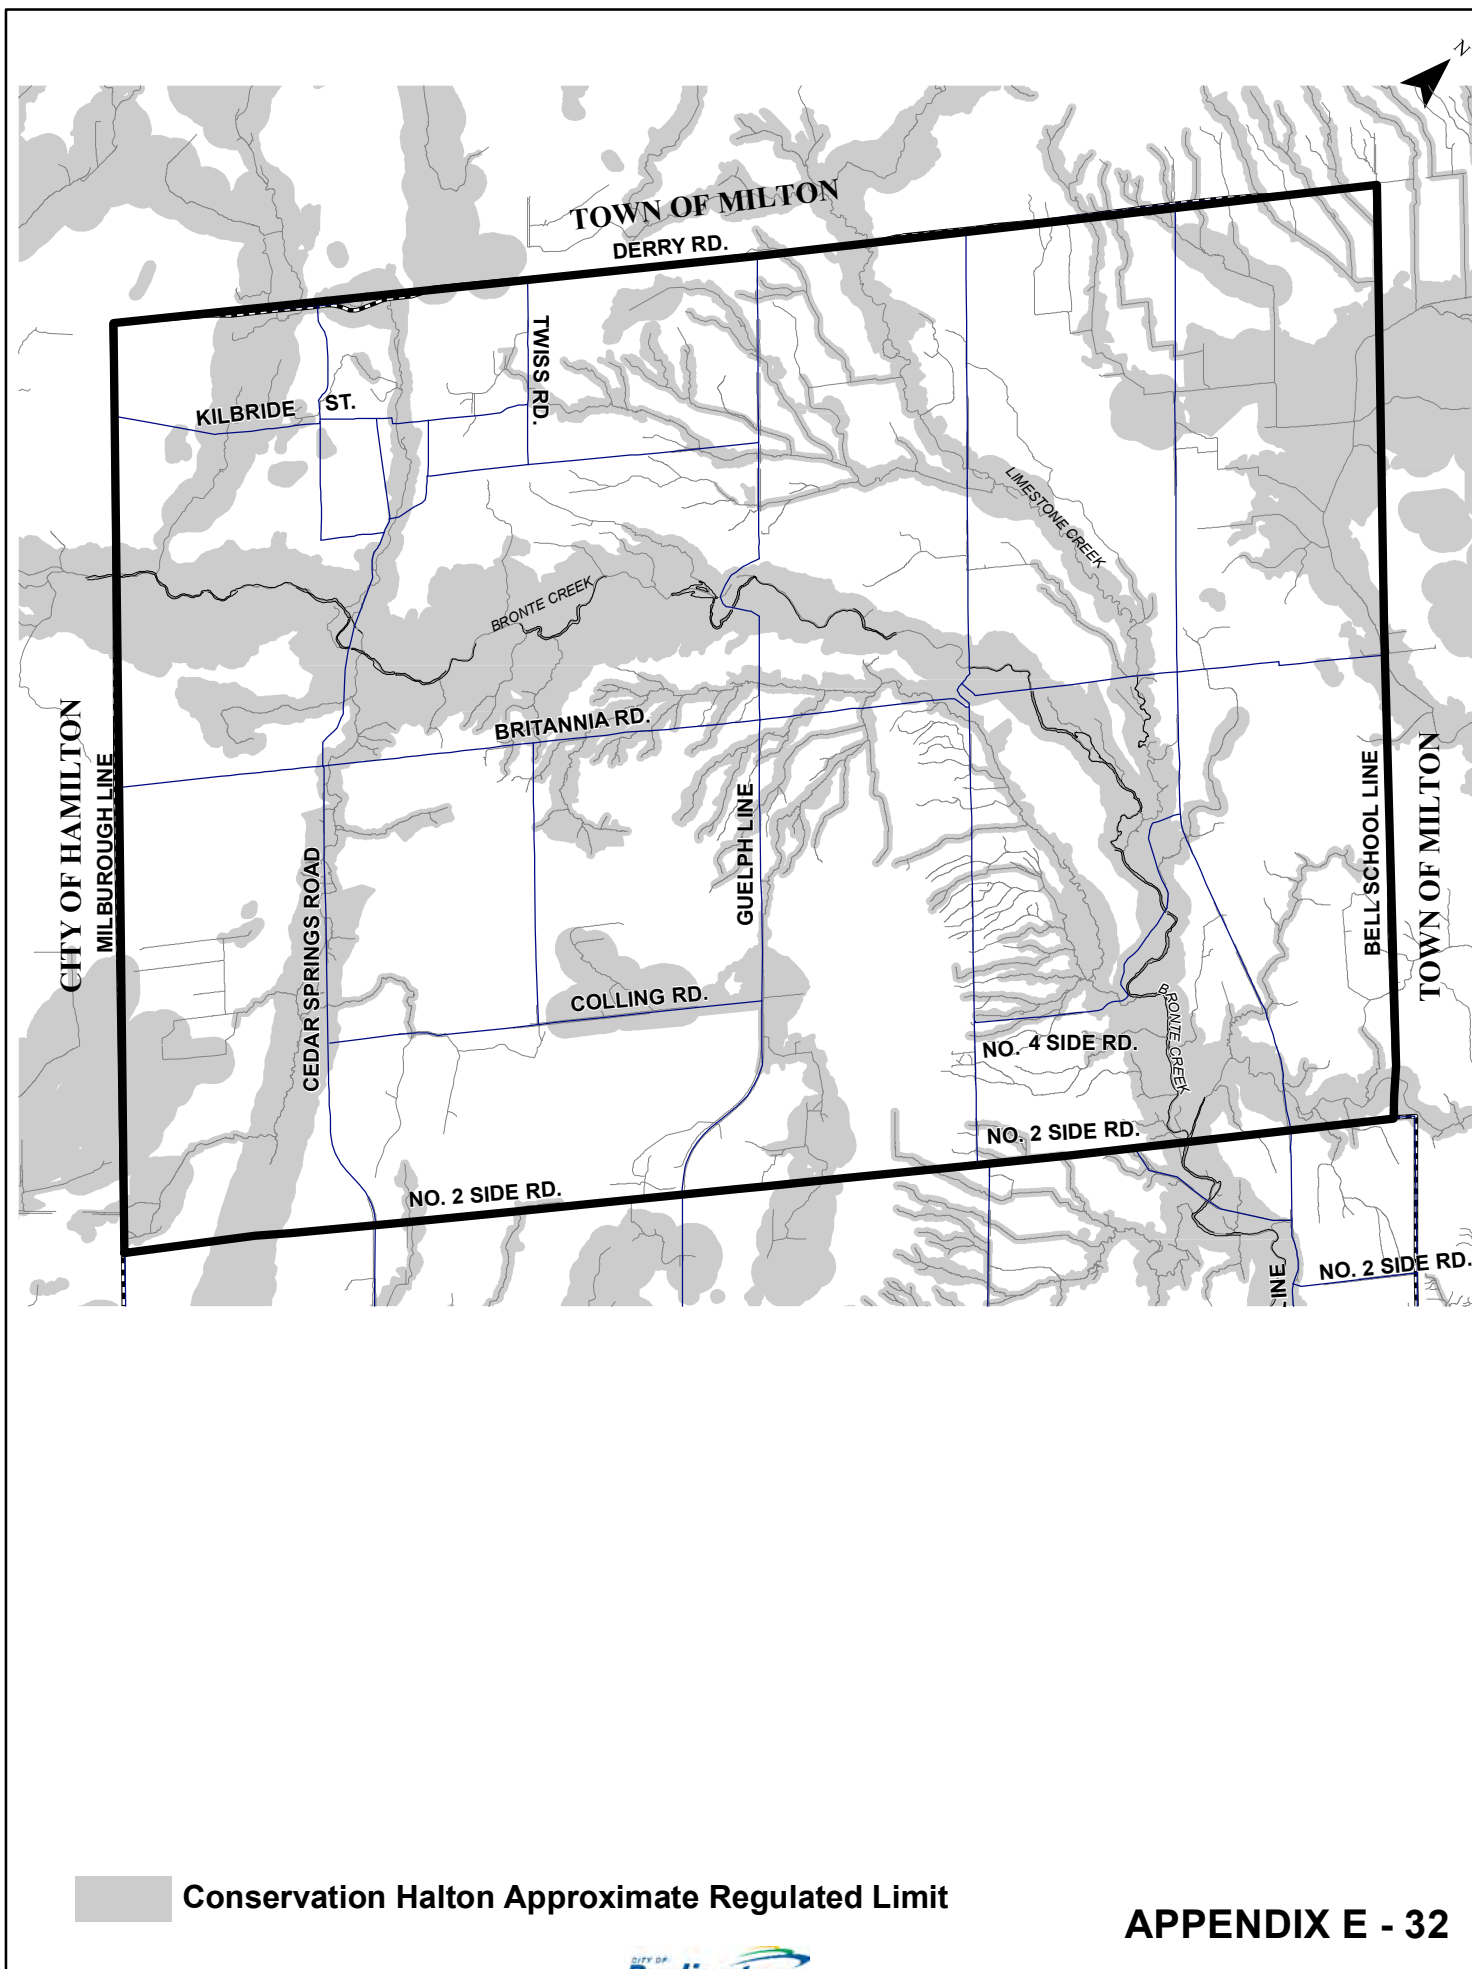 N
TOWN OF MILTON
DERRY RD.
TWISS RD.
KILBRIDE ST.
LIMESTONE CREEK
BRONTE CREEK
BRITANNIA RD.
CITY OF HAMILTON
MILBUROUGH LINE
GUELPH LINE
BELL SCHOOL LINE
TOWN OF MILTON
CEDAR SPRINGS ROAD
COLLING RD.
BRONTE CREEK
NO. 4 SIDE RD.
NO. 2 SIDE RD.
NO. 2 SIDE RD.
NO. 2 SIDE RD.
INE
Conservation Halton Approximate Regulated Limit
APPENDIX E - 32
CITY OF